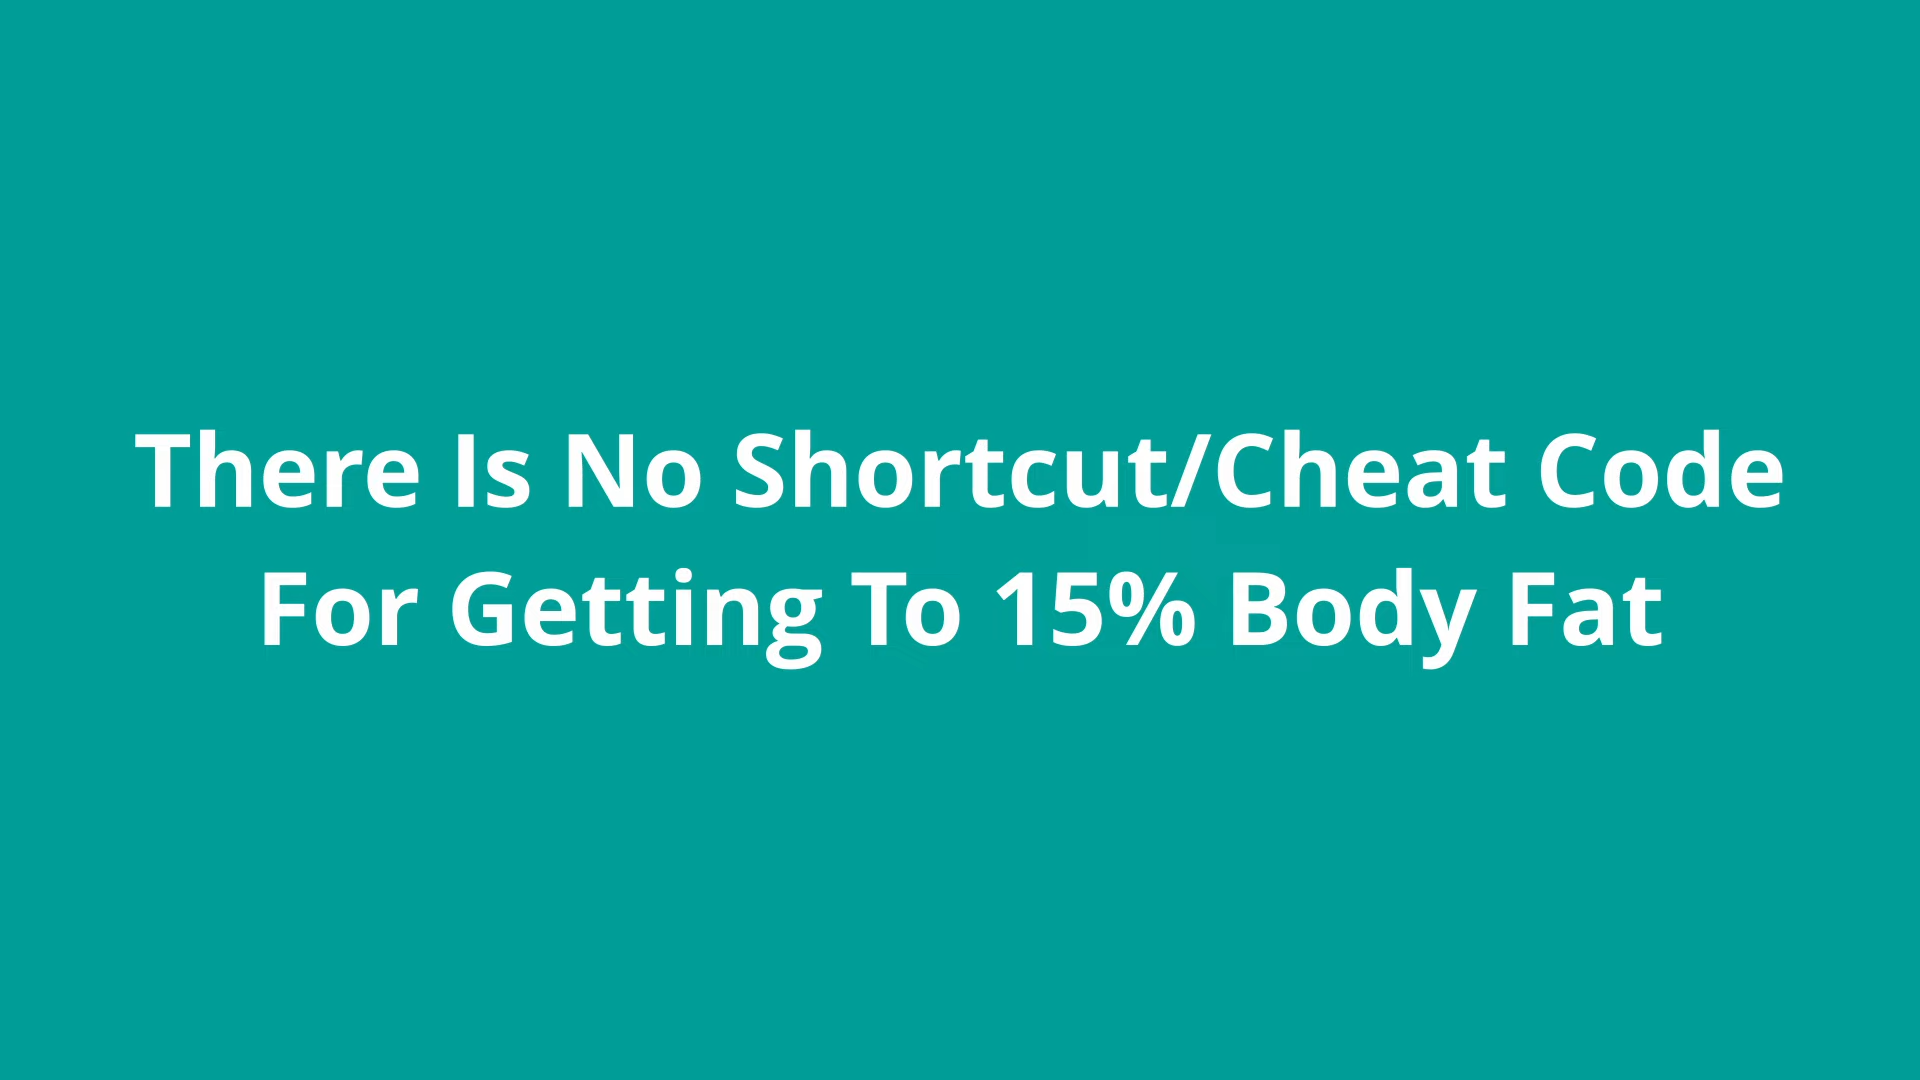 There Is No Shortcut/Cheat Code
For Getting To 15% Body Fat